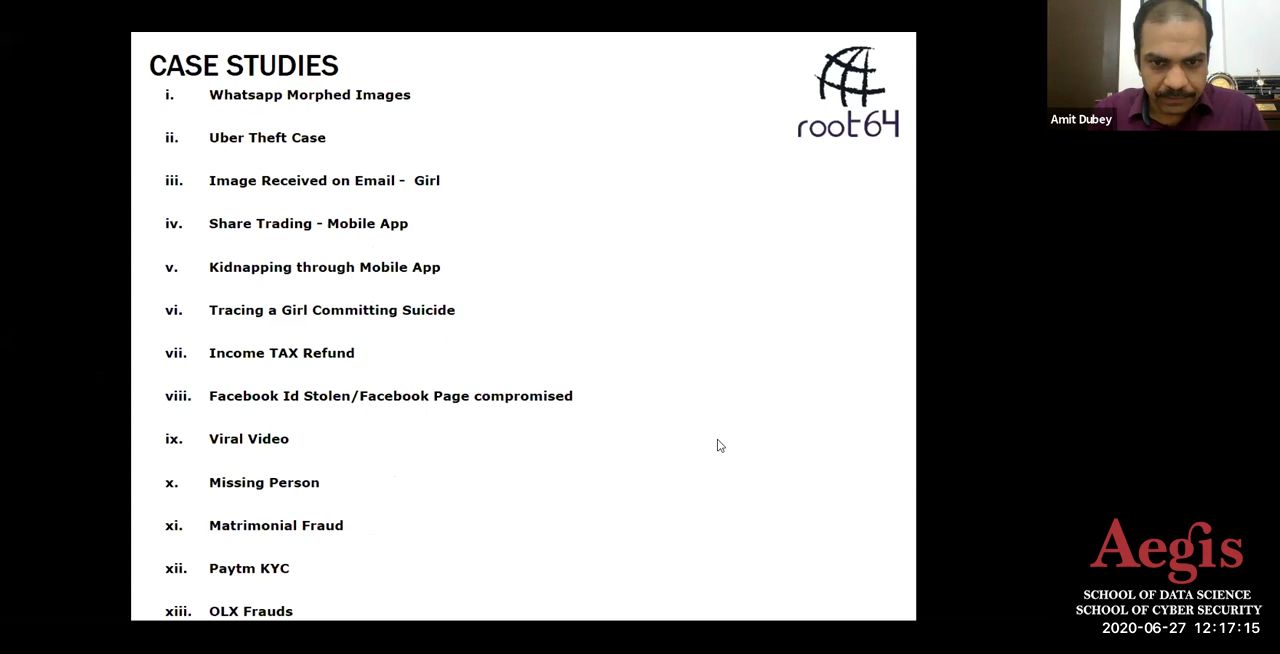 CASE STUDIES
i. Whatsapp Morphed Images
ii. Uber Theft Case
iii. Image Received on Email - Girl
iv. Share Trading - Mobile App
v. Kidnapping through Mobile App
vi. Tracing a Girl Committing Suicide
vii. Income TAX Refund
viii. Facebook Id Stolen/Facebook Page compromised
ix. Viral Video
x. Missing Person
xi. Matrimonial Fraud
xii. Paytm KYC
xiii. OLX Frauds
root64
Amit Dubey
Aegis
SCHOOL OF DATA SCIENCE
SCHOOL OF CYBER SECURITY
2020-06-27 12:17:15